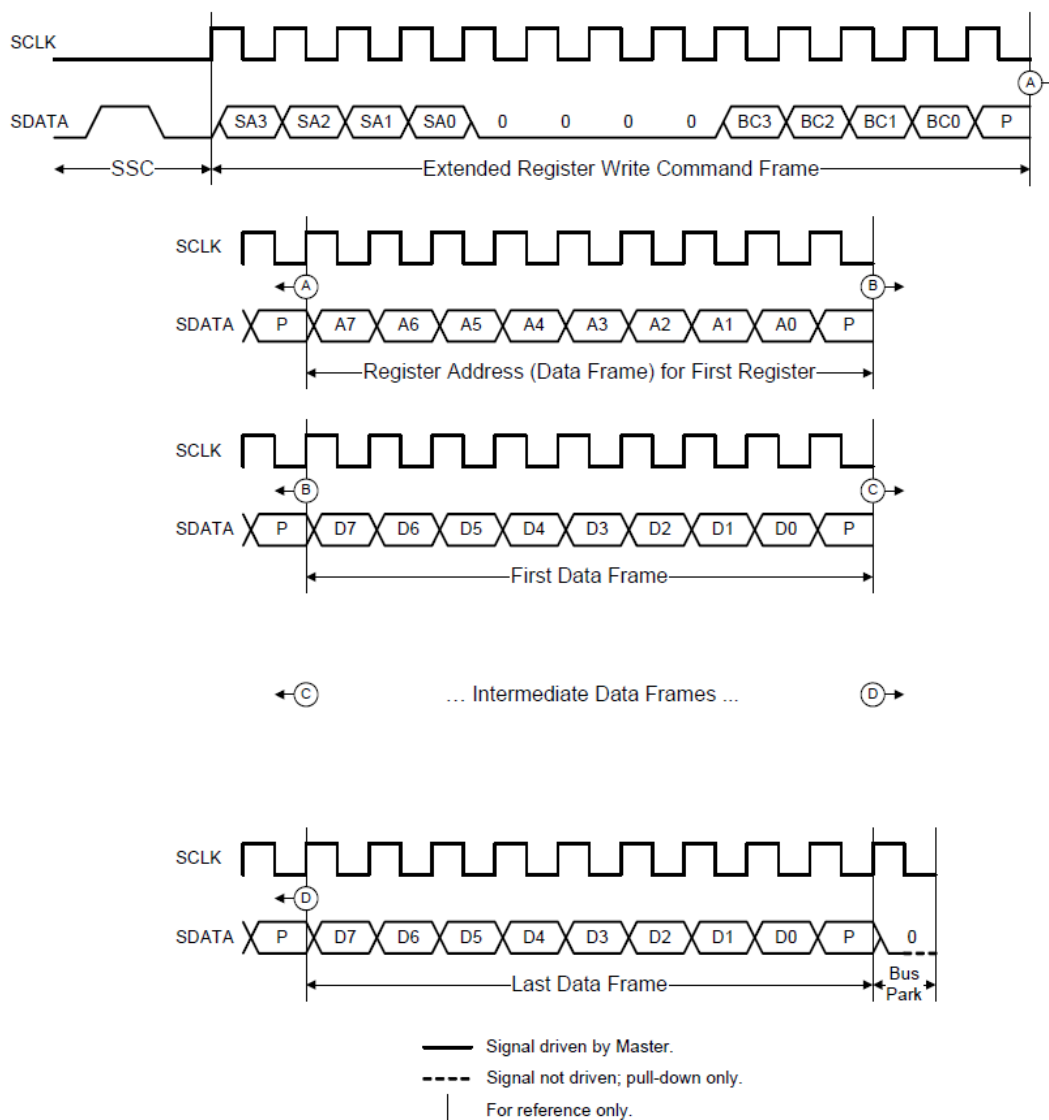 SCLK
A
SDATA SA3 SA2 SA1 SA0 0 0 0 0 BC3 BC2 BC1 BC0 P
SSC Extended Register Write Command Frame
SCLK
A B
SDATA P A7 A6 A5 A4 A3 A2 A1 A0 P
Register Address (Data Frame) for First Register
SCLK
B C
SDATA P D7 D6 D5 D4 D3 D2 D1 D0 P
First Data Frame
C ... Intermediate Data Frames ... D
SCLK
D
SDATA P D7 D6 D5 D4 D3 D2 D1 D0 P 0
Last Data Frame Bus
Park
Signal driven by Master.
Signal not driven; pull-down only.
For reference only.